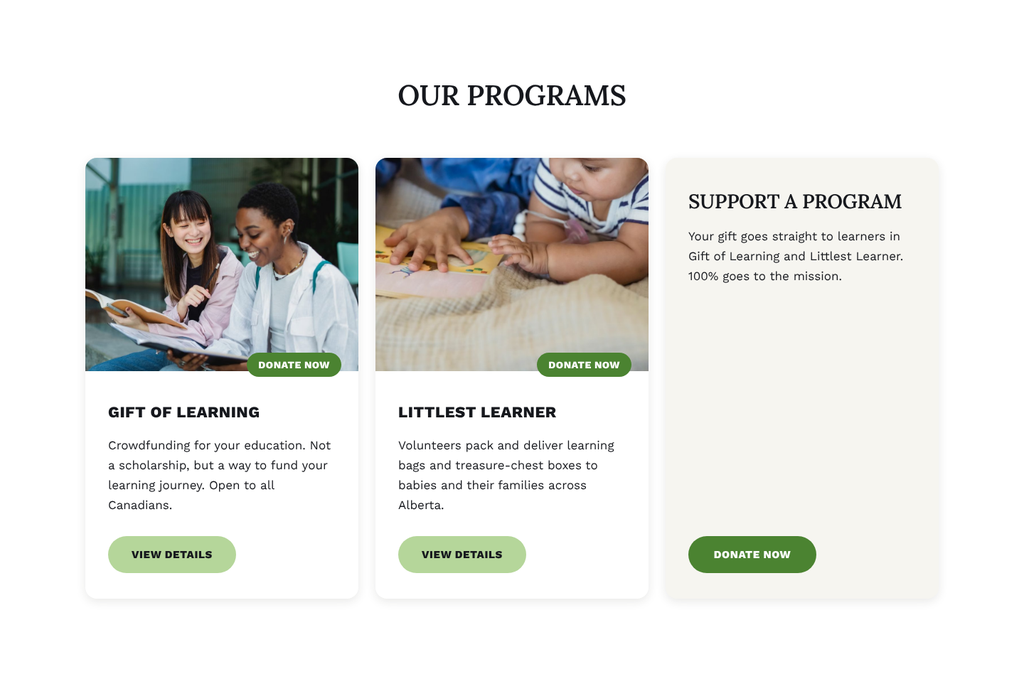 OUR PROGRAMS
DONATE NOW
GIFT OF LEARNING
Crowdfunding for your education. Not
a scholarship, but a way to fund your
learning journey. Open to all
Canadians.
VIEW DETAILS
DONATE NOW
LITTLEST LEARNER
Volunteers pack and deliver learning
bags and treasure-chest boxes to
babies and their families across
Alberta.
VIEW DETAILS
SUPPORT A PROGRAM
Your gift goes straight to learners in
Gift of Learning and Littlest Learner.
100% goes to the mission.
DONATE NOW